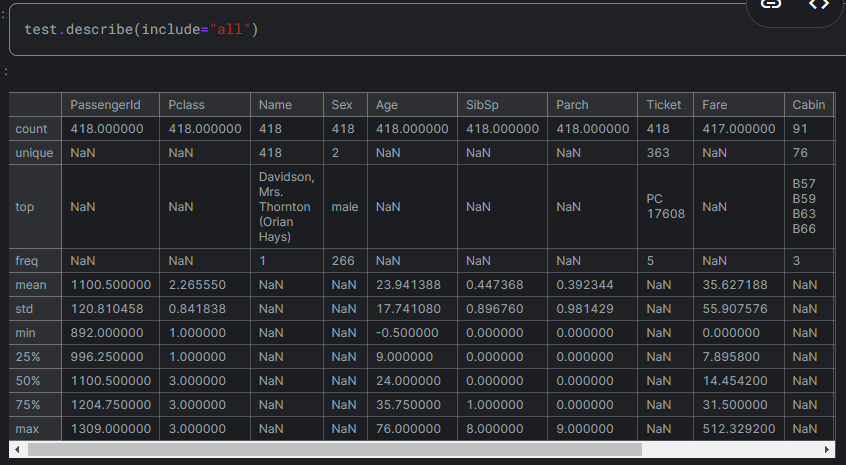 :
test.describe(include="all")
:
PassengerId Pclass Name Sex Age SibSp Parch Ticket Fare Cabin
count 418.000000 418.000000 418 418 418.000000 418.000000 418.000000 418 417.000000 91
unique NaN NaN 418 2 NaN NaN NaN 363 NaN 76
top NaN NaN Davidson, Mrs. Thornton (Orian Hays) male NaN NaN NaN PC 17608 NaN B57 B59 B63 B66
freq NaN NaN 1 266 NaN NaN NaN 5 NaN 3
mean 1100.500000 2.265550 NaN NaN 23.941388 0.447368 0.392344 NaN 35.627188 NaN
std 120.810458 0.841838 NaN NaN 17.741080 0.896760 0.981429 NaN 55.907576 NaN
min 892.000000 1.000000 NaN NaN -0.500000 0.000000 0.000000 NaN 0.000000 NaN
25% 996.250000 1.000000 NaN NaN 9.000000 0.000000 0.000000 NaN 7.895800 NaN
50% 1100.500000 3.000000 NaN NaN 24.000000 0.000000 0.000000 NaN 14.454200 NaN
75% 1204.750000 3.000000 NaN NaN 35.750000 1.000000 0.000000 NaN 31.500000 NaN
max 1309.000000 3.000000 NaN NaN 76.000000 8.000000 9.000000 NaN 512.329200 NaN